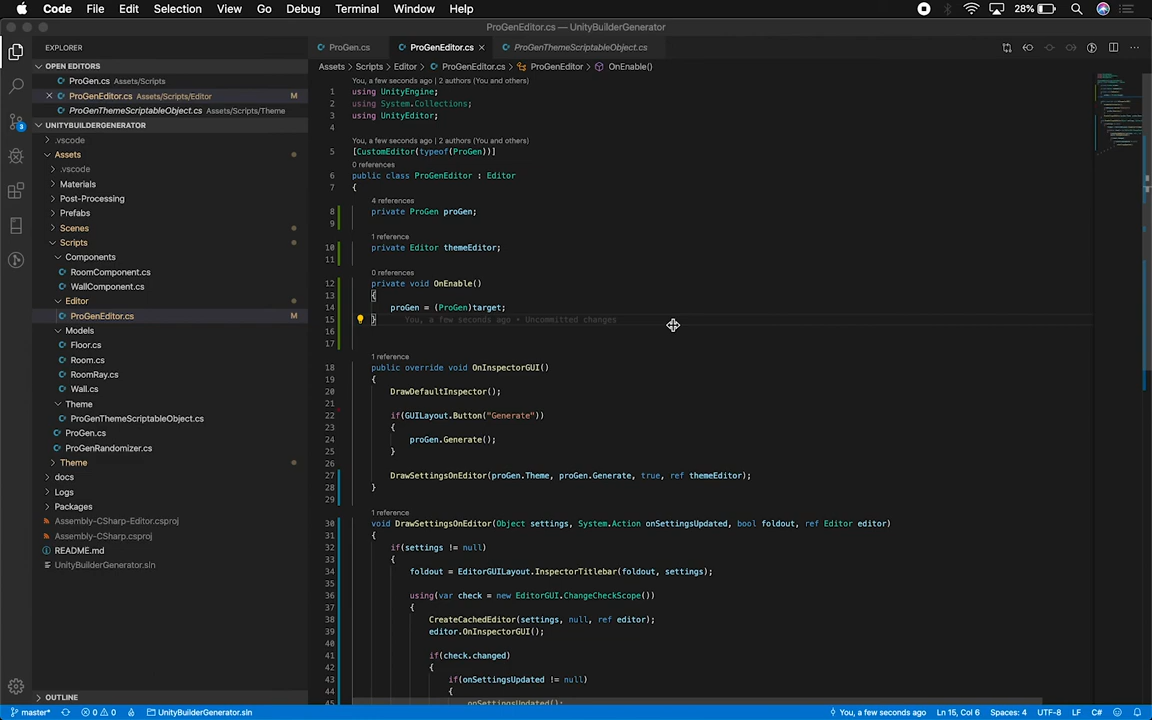 Code File Edit Selection View Go Debug Terminal Window Help 28%
ProGenEditor.cs — UnityBuilderGenerator
EXPLORER
OPEN EDITORS
ProGen.cs Assets/Scripts
ProGenEditor.cs Assets/Scripts/Editor M
ProGenThemeScriptableObject.cs Assets/Scripts/Theme
UNITYBUILDERGENERATOR
.vscode
Assets
.vscode
Materials
Post-Processing
Prefabs
Scenes
Scripts
Components
RoomComponent.cs
WallComponent.cs
Editor
ProGenEditor.cs M
Models
Floor.cs
Room.cs
RoomRay.cs
Wall.cs
Theme
ProGenThemeScriptableObject.cs
ProGen.cs
ProGenRandomizer.cs
Theme
docs
Logs
Packages
Assembly-CSharp-Editor.csproj
Assembly-CSharp.csproj
README.md
UnityBuilderGenerator.sln
OUTLINE
3
ProGen.cs ProGenEditor.cs ProGenThemeScriptableObject.cs
Assets > Scripts > Editor > ProGenEditor.cs > ProGenEditor > OnEnable()
You, a few seconds ago | 2 authors (You and others)
1 using UnityEngine;
2 using System.Collections;
3 using UnityEditor;
4
You, a few seconds ago | 2 authors (You and others)
5 [CustomEditor(typeof(ProGen))]
0 references
6 public class ProGenEditor : Editor
7 {
4 references
8 private ProGen proGen;
9
1 reference
10 private Editor themeEditor;
11
0 references
12 private void OnEnable()
13 {
14 proGen = (ProGen)target;
15 } You, a few seconds ago • Uncommitted changes
16
17
1 reference
18 public override void OnInspectorGUI()
19 {
20 DrawDefaultInspector();
21
22 if(GUILayout.Button("Generate"))
23 {
24 proGen.Generate();
25 }
26
27 DrawSettingsOnEditor(proGen.Theme, proGen.Generate, true, ref themeEditor);
28 }
29
1 reference
30 void DrawSettingsOnEditor(Object settings, System.Action onSettingsUpdated, bool foldout, ref Editor editor)
31 {
32 if(settings != null)
33 {
34 foldout = EditorGUILayout.InspectorTitlebar(foldout, settings);
35
36 using(var check = new EditorGUI.ChangeCheckScope())
37 {
38 CreateCachedEditor(settings, null, ref editor);
39 editor.OnInspectorGUI();
40
41 if(check.changed)
42 {
43 if(onSettingsUpdated != null)
44 {
onSettingsUpdated();
master* 0 0 UnityBuilderGenerator.sln You, a few seconds ago Ln 15, Col 6 Spaces: 4 UTF-8 LF C#